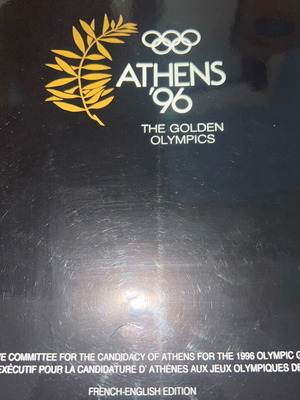 ATHENS
'96
THE GOLDEN
OLYMPICS
COMMITTEE FOR THE CANDIDACY OF ATHENS FOR THE 1996 OLYMPIC
EXÉCUTIF POUR LA CANDIDATURE D' ATHÈNES AUX JEUX OLYMPIQUES DE
FRENCH-ENGLISH EDITION